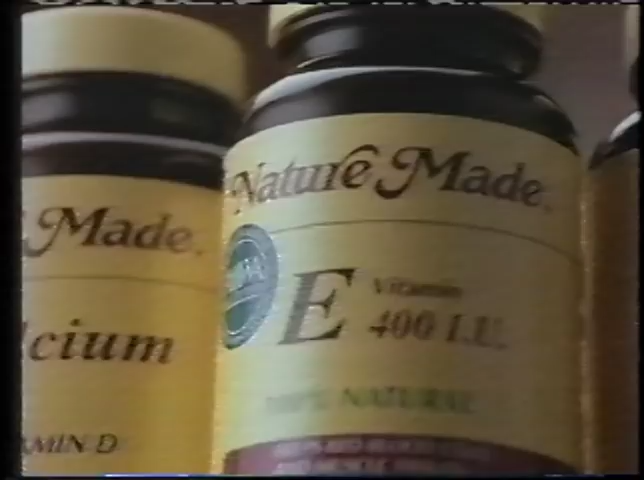 Made.
lcium
MIN D
Nature Made.
E Vitamin
400 I.U.
100% NATURAL